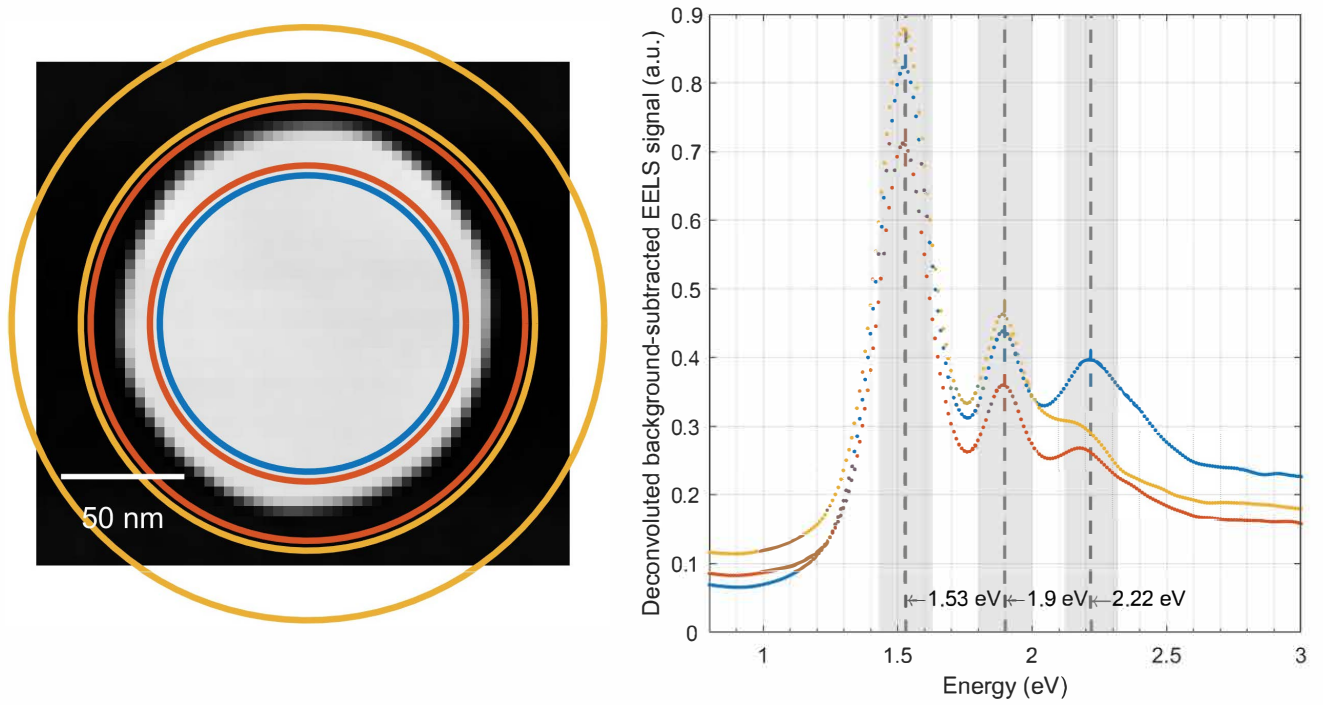 50 nm
Deconvoluted background-subtracted EELS signal (a.u.)
0.9
0.8
0.7
0.6
0.5
0.4
0.3
0.2
0.1
0
1.53 eV
1.9 eV
2.22 eV
1
1.5
2
2.5
3
Energy (eV)